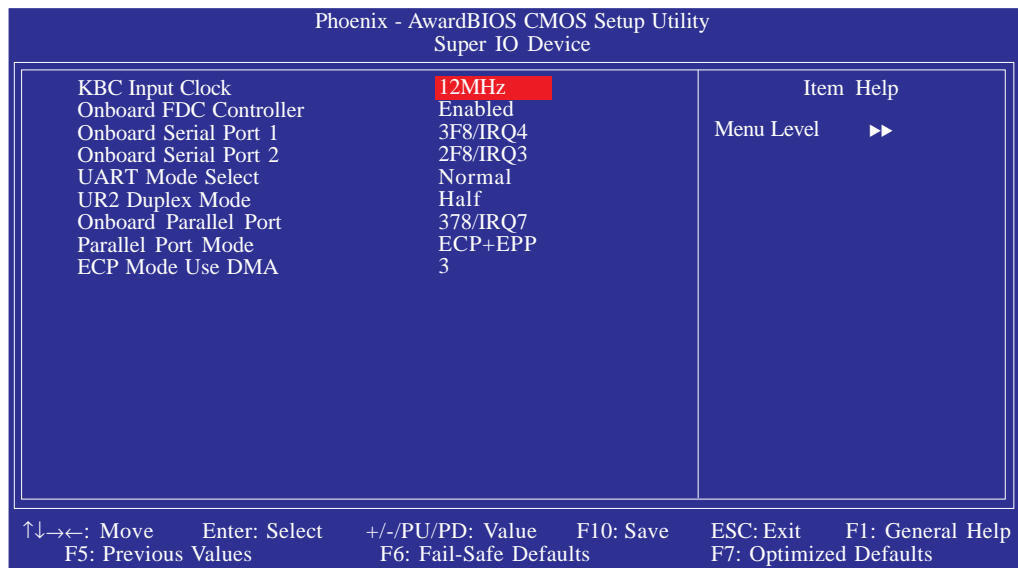 Phoenix - AwardBIOS CMOS Setup Utility
Super IO Device
KBC Input Clock 12MHz
Onboard FDC Controller Enabled
Onboard Serial Port 1 3F8/IRQ4
Onboard Serial Port 2 2F8/IRQ3
UART Mode Select Normal
UR2 Duplex Mode Half
Onboard Parallel Port 378/IRQ7
Parallel Port Mode ECP+EPP
ECP Mode Use DMA 3
Item Help
Menu Level ▸▸
↑↓→←: Move Enter: Select +/-/PU/PD: Value F10: Save ESC: Exit F1: General Help
F5: Previous Values F6: Fail-Safe Defaults F7: Optimized Defaults